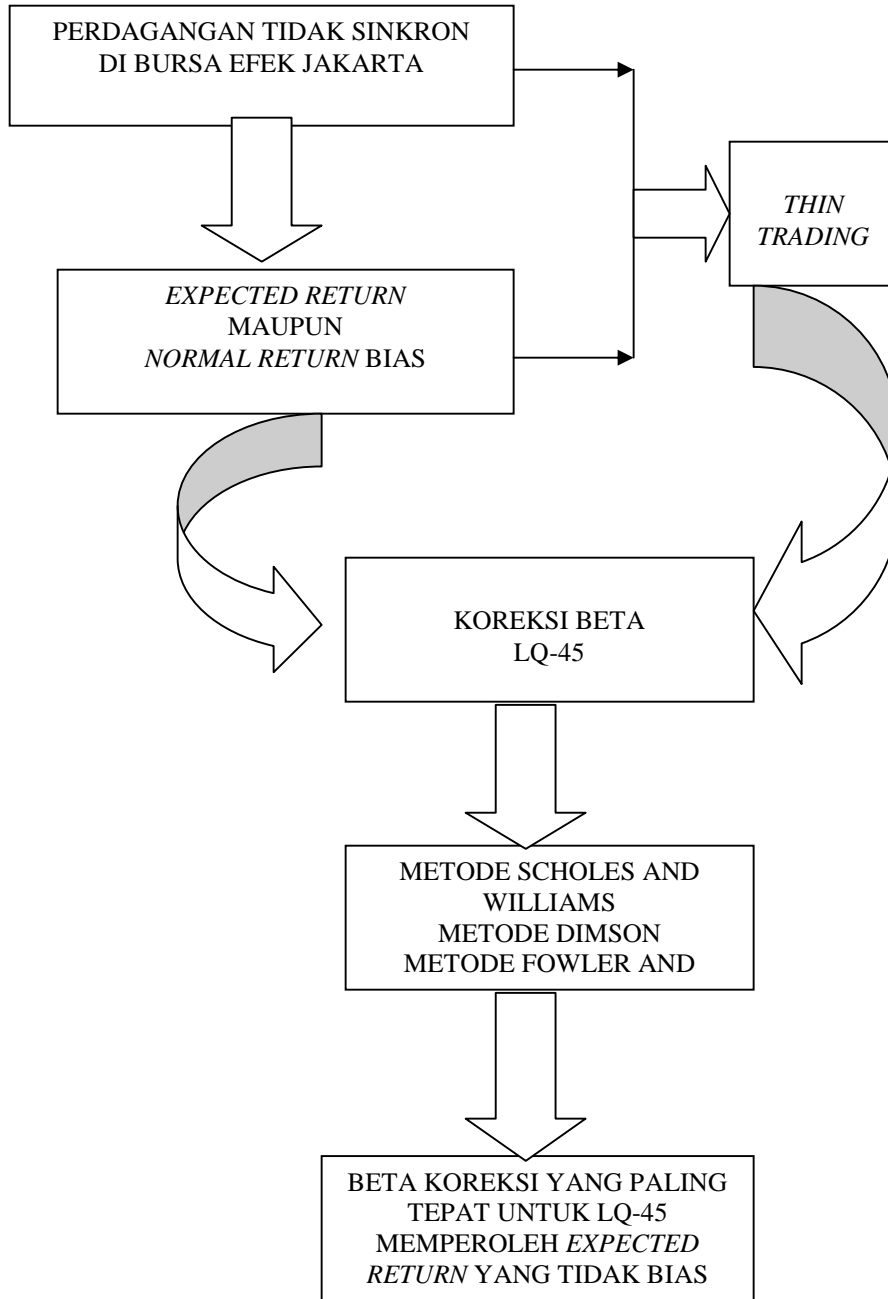 PERDAGANGAN TIDAK SINKRON
DI BURSA EFEK JAKARTA
THIN
TRADING
EXPECTED RETURN
MAUPUN
NORMAL RETURN BIAS
KOREKSI BETA
LQ-45
METODE SCHOLES AND
WILLIAMS
METODE DIMSON
METODE FOWLER AND
BETA KOREKSI YANG PALING
TEPAT UNTUK LQ-45
MEMPEROLEH EXPECTED
RETURN YANG TIDAK BIAS